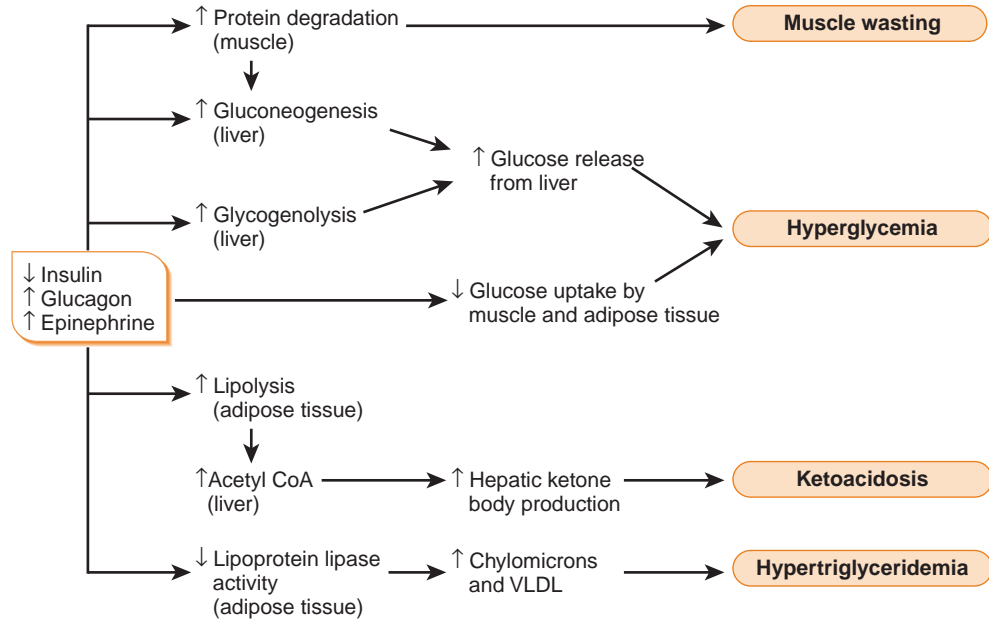 ↑ Protein degradation
(muscle)
Muscle wasting
↑ Gluconeogenesis
(liver)
↑ Glucose release
from liver
↑ Glycogenolysis
(liver)
Hyperglycemia
↓ Insulin
↑ Glucagon
↑ Epinephrine
↓ Glucose uptake by
muscle and adipose tissue
↑ Lipolysis
(adipose tissue)
↑Acetyl CoA
(liver)
↑ Hepatic ketone
body production
Ketoacidosis
↓ Lipoprotein lipase
activity
(adipose tissue)
↑ Chylomicrons
and VLDL
Hypertriglyceridemia